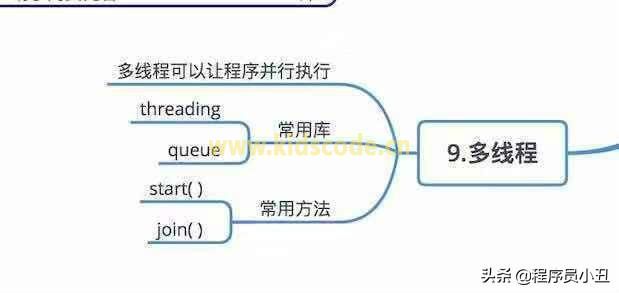 多线程可以让程序并行执行
threading
常用库
queue
www.kidscode.cn
9.多线程
start( )
常用方法
join( )
头条 @程序员小丑